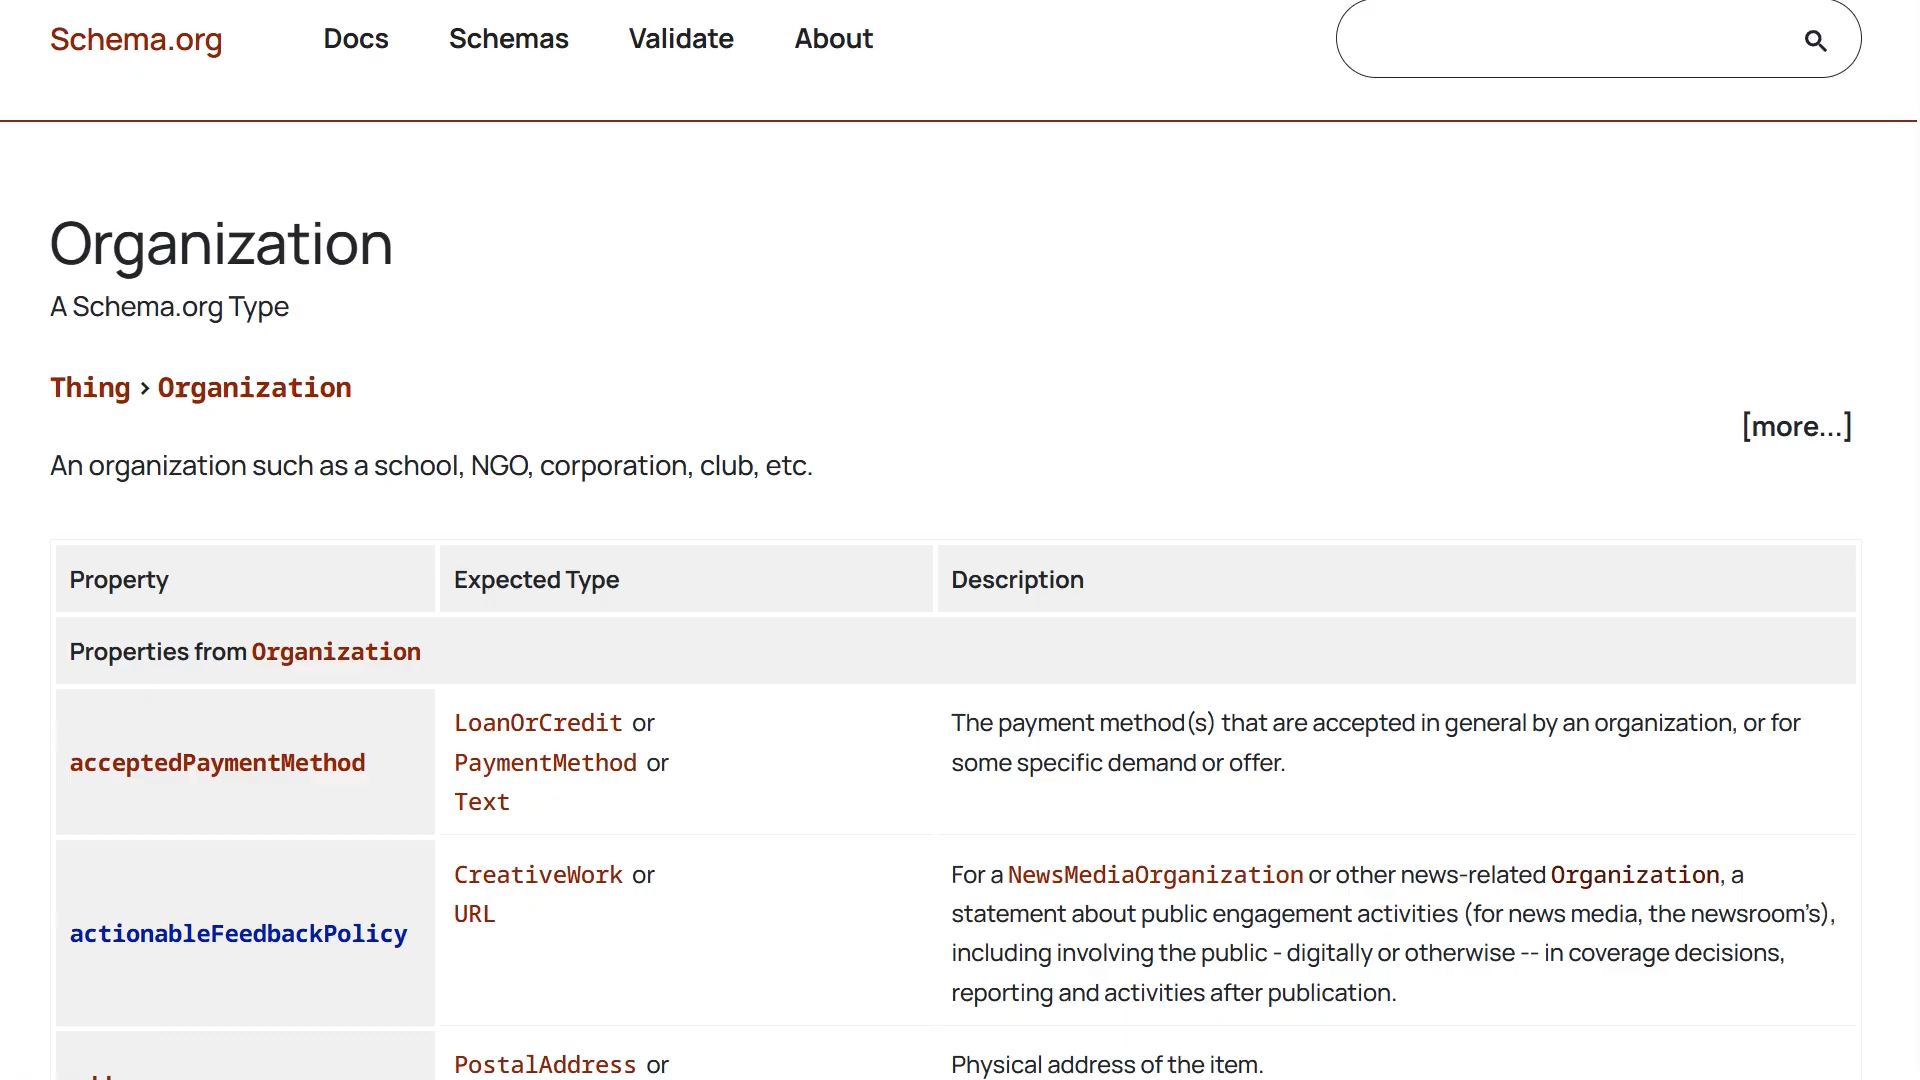 Schema.org Docs Schemas Validate About
Organization
A Schema.org Type
Thing › Organization
[more...]
An organization such as a school, NGO, corporation, club, etc.
Property Expected Type Description
Properties from Organization
acceptedPaymentMethod
LoanOrCredit or
PaymentMethod or
Text
The payment method(s) that are accepted in general by an organization, or for
some specific demand or offer.
actionableFeedbackPolicy
CreativeWork or
URL
For a NewsMediaOrganization or other news-related Organization, a
statement about public engagement activities (for news media, the newsroom’s),
including involving the public - digitally or otherwise -- in coverage decisions,
reporting and activities after publication.
PostalAddress or
Physical address of the item.